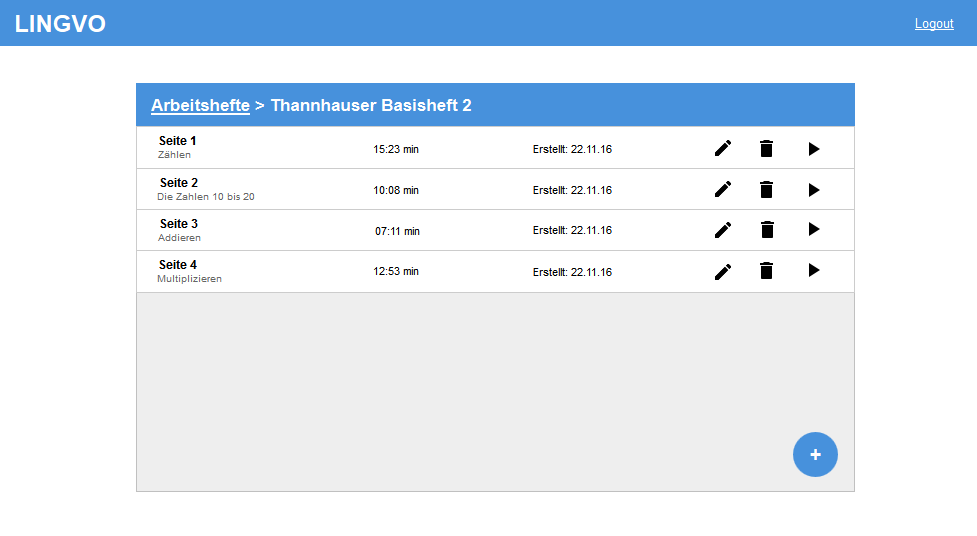 LINGVO
Logout
Arbeitshefte > Thannhauser Basisheft 2
Seite 1
Zählen
15:23 min
Erstellt: 22.11.16
Seite 2
Die Zahlen 10 bis 20
10:08 min
Erstellt: 22.11.16
Seite 3
Addieren
07:11 min
Erstellt: 22.11.16
Seite 4
Multiplizieren
12:53 min
Erstellt: 22.11.16
+